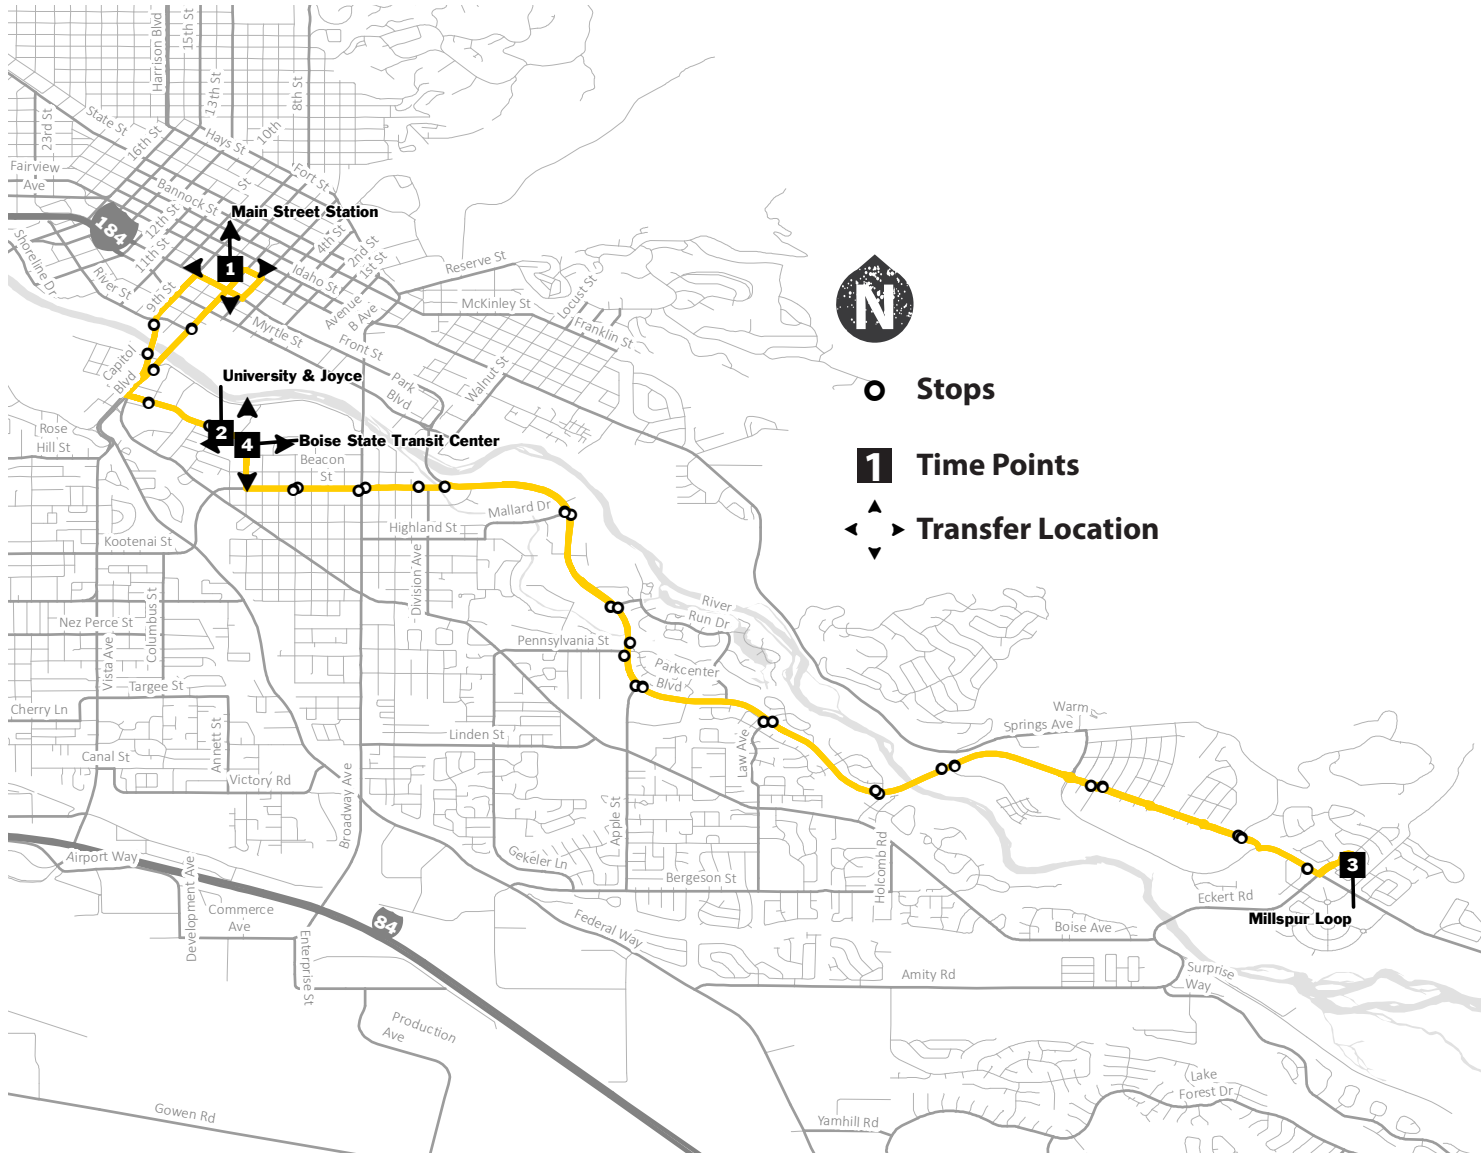 Harrison Blvd
15th St
13th St
8th St
23rd St
State St
16th St
Hays St
10th
Fort St
Fairview
Ave
Bannock St
St
12th St
Main Street Station
184
11th St
4th St
2nd St
1st St
Shoreline Dr
River St
9th St
1
Idaho St
Reserve St
McKinley St
Locust St
Franklin St
Avenue
B Ave
Myrtle St
Front St
N
Capitol
Blvd
University & Joyce
Park
Blvd
Walnut St
Stops
Rose
Hill St
2
4
Boise State Transit Center
Beacon
St
1
Time Points
Mallard Dr
Highland St
Transfer Location
Kootenai St
Division Ave
Columbus St
Nez Perce St
Vista Ave
River
Run Dr
Pennsylvania St
Parkcenter
Blvd
Targee St
Cherry Ln
Annett St
Linden St
Law Ave
Warm
Springs Ave
Canal St
Victory Rd
Broadway Ave
Apple St
Airport Way
Gekeler Ln
Bergeson St
Holcomb Rd
3
Eckert Rd
Millspur Loop
Development Ave
Commerce
Ave
84
Federal Way
Boise Ave
Enterprise St
Amity Rd
Surprise
Way
Production
Ave
Lake
Forest Dr
Gowen Rd
Yamhill Rd